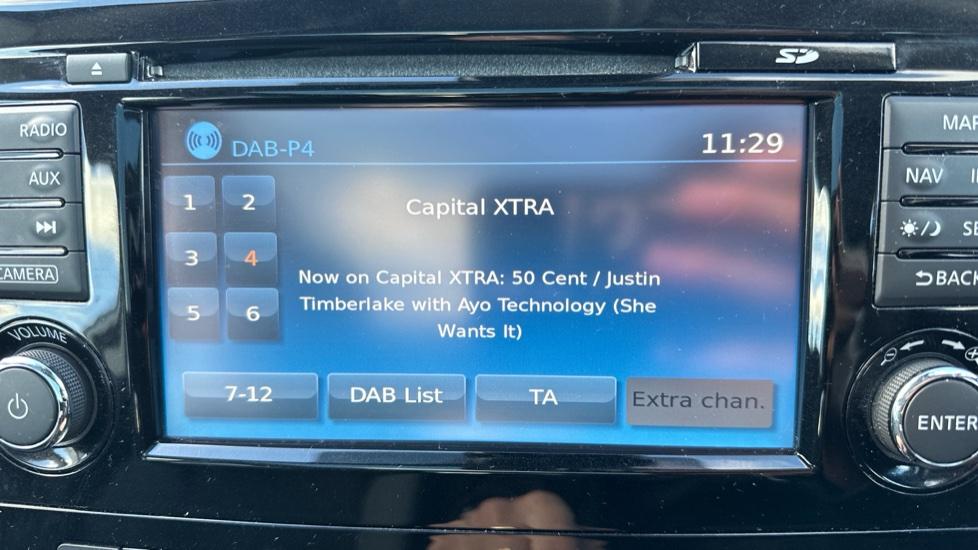 SD
RADIO
MAP
DAB-P4 11:29
AUX
NAV
1 2
Capital XTRA
3 4
CAMERA
BACK
Now on Capital XTRA: 50 Cent / Justin
Timberlake with Ayo Technology (She
Wants It)
5 6
VOLUME
7-12 DAB List TA Extra chan.
ENTER